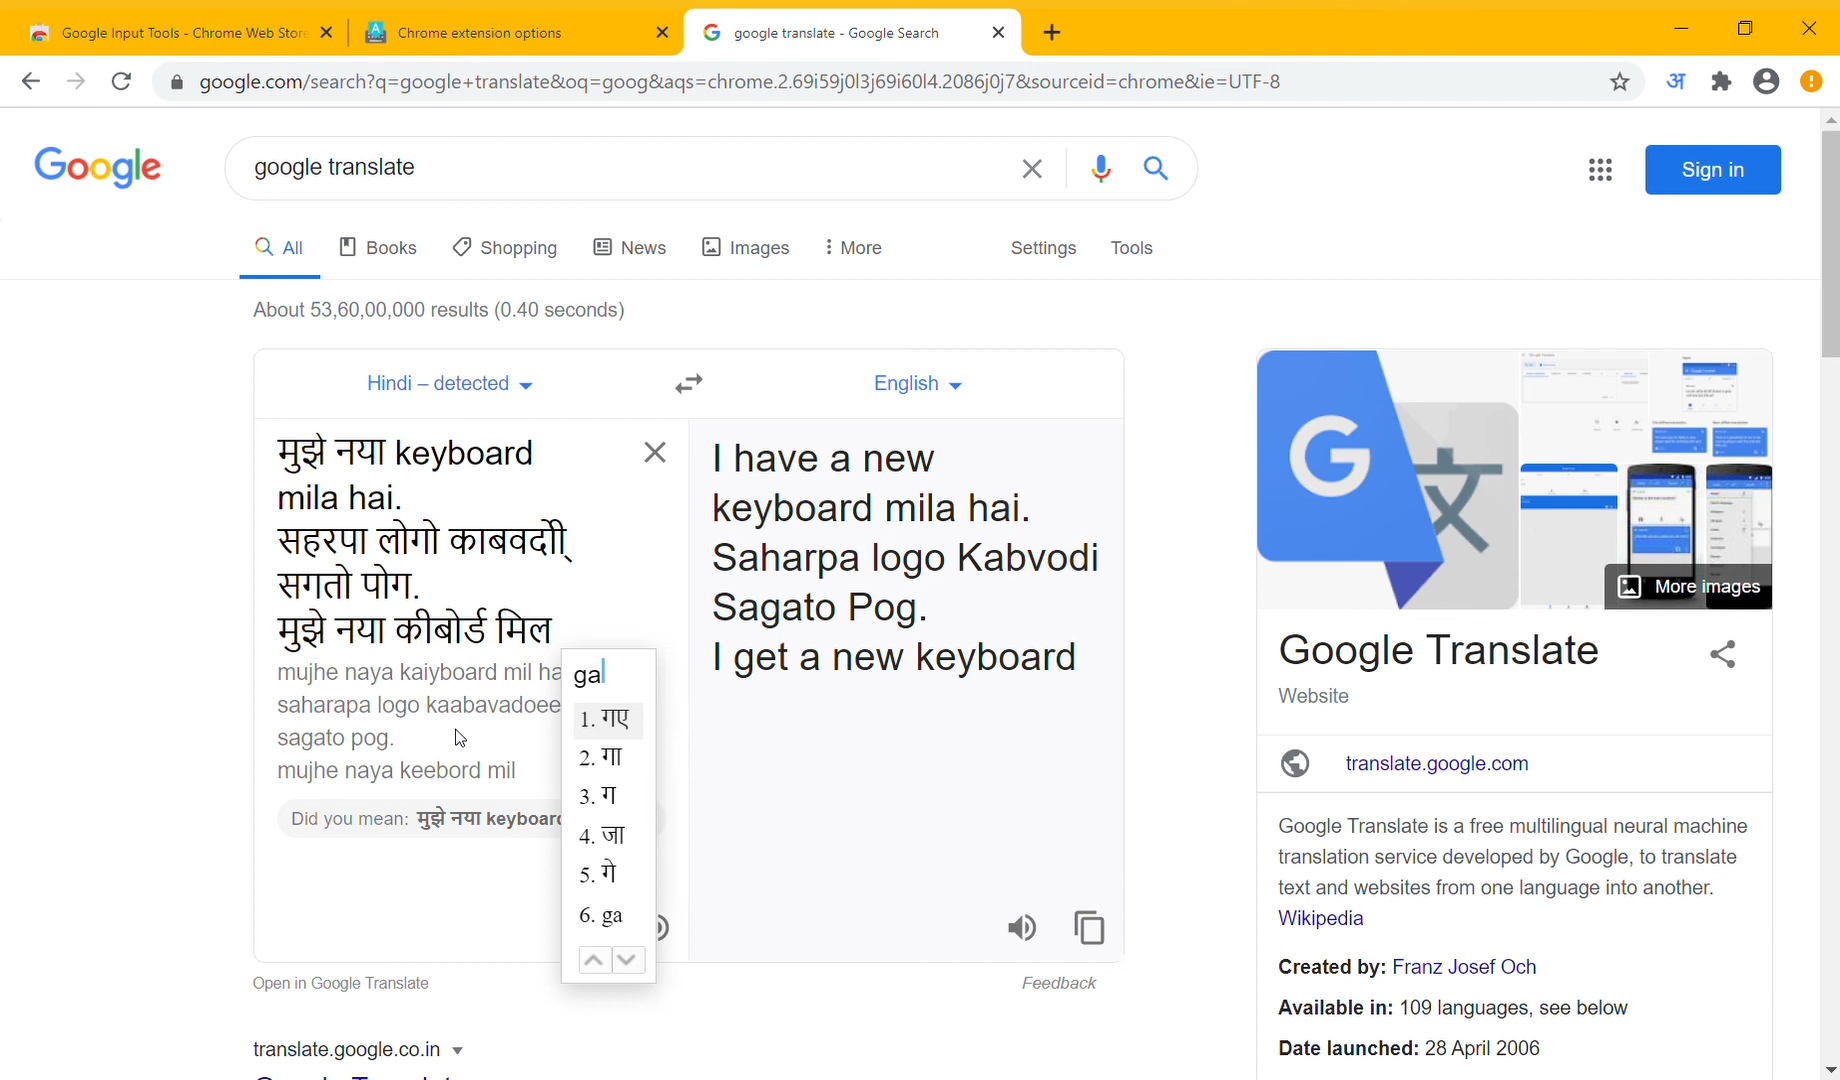 Google Input Tools - Chrome Web Store
Chrome extension options
google translate - Google Search
google.com/search?q=google+translate&oq=goog&aqs=chrome.2.69i59j0l3j69i60l4.2086j0j7&sourceid=chrome&ie=UTF-8
अ
Google
google translate
Sign in
All Books Shopping News Images More Settings Tools
About 53,60,00,000 results (0.40 seconds)
Hindi – detected
English
मुझे नया keyboard
mila hai.
सगतो पोग.
मुझे नया कीबोर्ड मिल
mujhe naya kaiyboard mil ha
saharapa logo kaabavadoee
sagato pog.
mujhe naya keebord mil
Did you mean: मुझे नया keyboard
ga
1. गए
2. गा
3. ग
4. जा
5. गे
6. ga
I have a new
keyboard mila hai.
Saharpa logo Kabvodi
Sagato Pog.
I get a new keyboard
Open in Google Translate
Feedback
translate.google.co.in
More images
Google Translate
Website
translate.google.com
Google Translate is a free multilingual neural machine
translation service developed by Google, to translate
text and websites from one language into another.
Wikipedia
Created by: Franz Josef Och
Available in: 109 languages, see below
Date launched: 28 April 2006